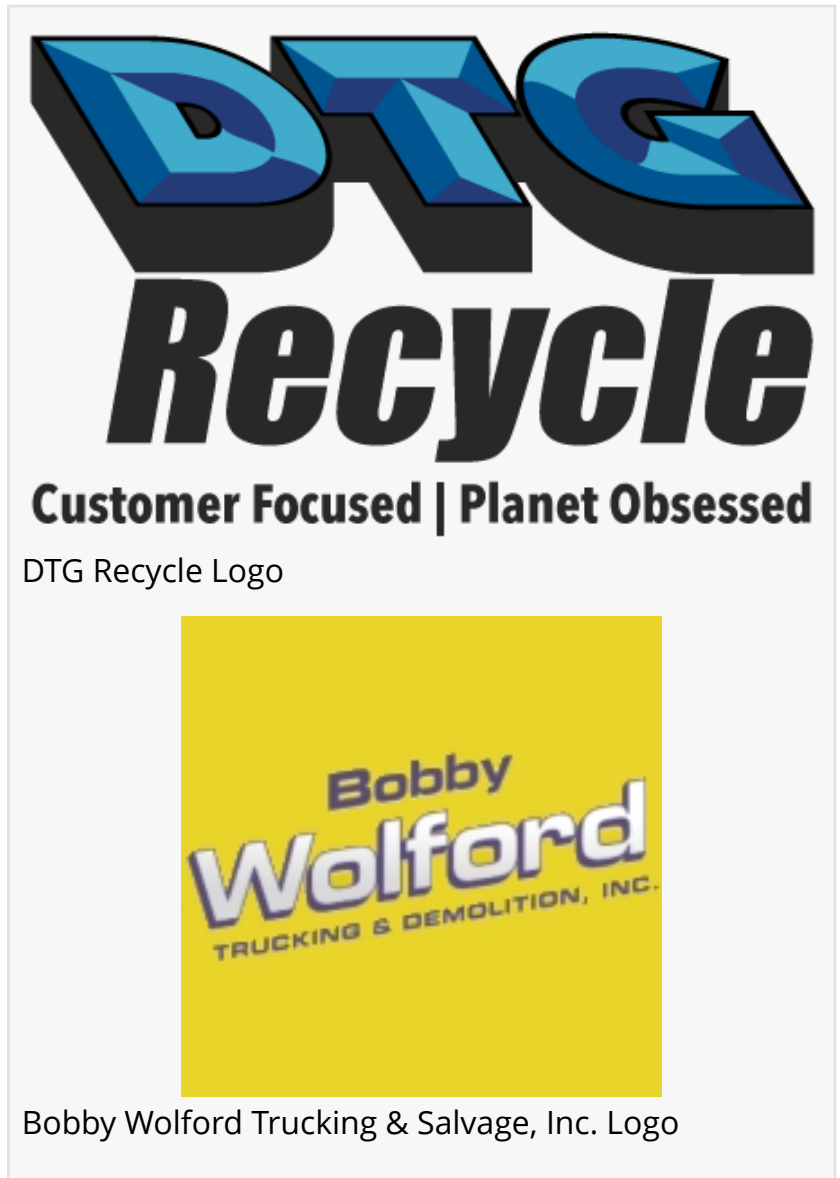 DTG
Recycle
Customer Focused | Planet Obsessed
DTG Recycle Logo
Bobby
Wolford
TRUCKING & DEMOLITION, INC.
Bobby Wolford Trucking & Salvage, Inc. Logo